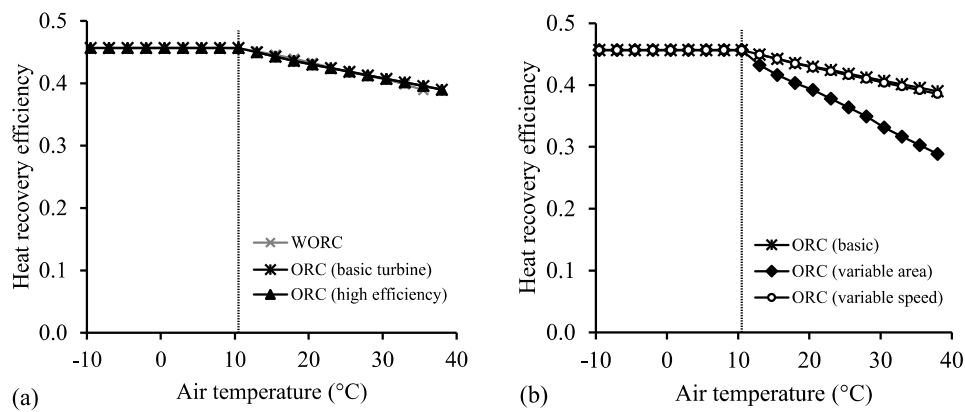 0.5
0.4
0.3
0.2
0.1
0.0
Heat recovery efficiency
WORC
ORC (basic turbine)
ORC (high efficiency)
-10 0 10 20 30 40
Air temperature (°C)
(a)
0.5
0.4
0.3
0.2
0.1
0.0
Heat recovery efficiency
ORC (basic)
ORC (variable area)
ORC (variable speed)
-10 0 10 20 30 40
Air temperature (°C)
(b)